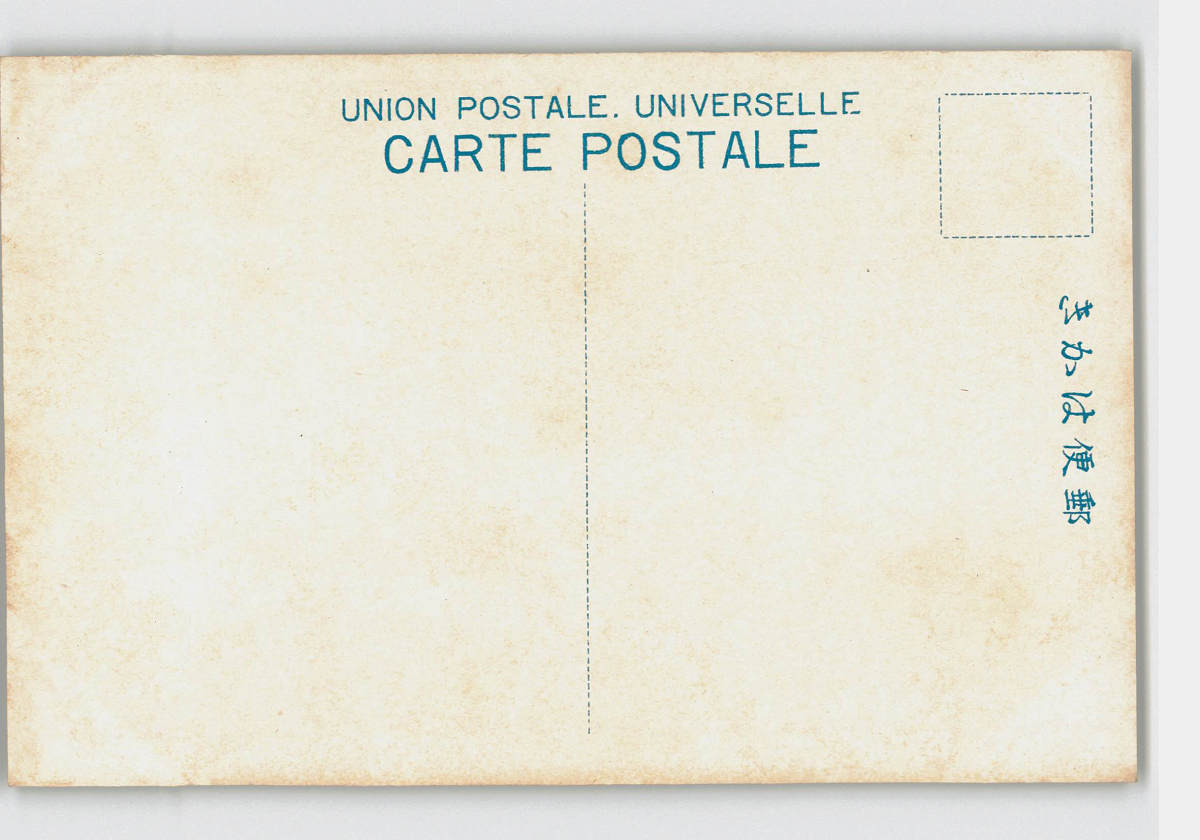 UNION POSTALE. UNIVERSELLE
CARTE POSTALE
郵便はかき